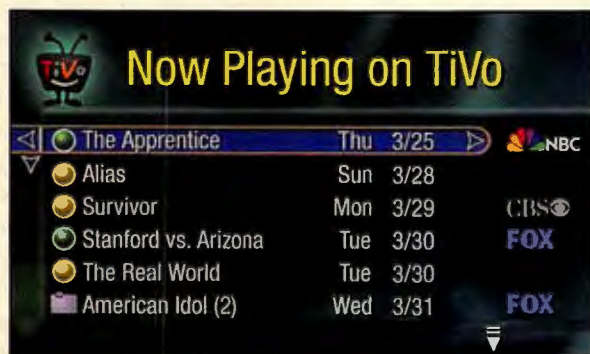 TiVo
Now Playing on TiVo
The Apprentice Thu 3/25 NBC
Alias Sun 3/28
Survivor Mon 3/29 CBS
Stanford vs. Arizona Tue 3/30 FOX
The Real World Tue 3/30
American Idol (2) Wed 3/31 FOX